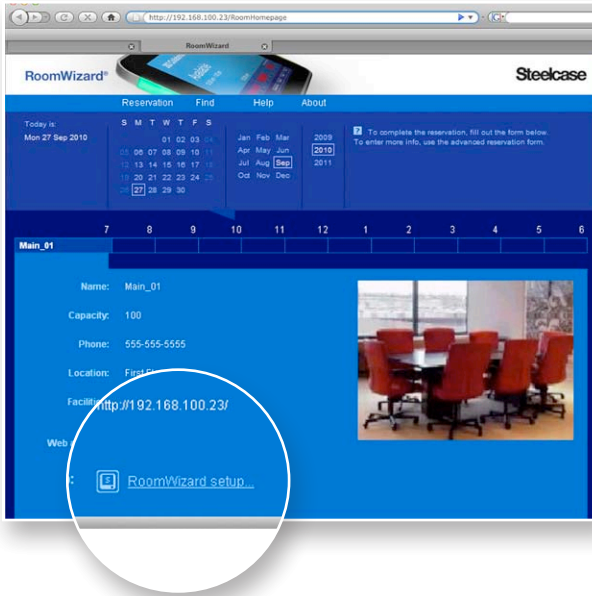 http://192.168.100.23/RoomHomepage
RoomWizard
RoomWizard®
Steelcase
Reservation Find Help About
Today is:
Mon 27 Sep 2010
S M T W T F S
01 02 03 04
05 06 07 08 09 10 11
12 13 14 15 16 17 18
19 20 21 22 23 24 25
26 27 28 29 30
Jan Feb Mar
Apr May Jun
Jul Aug Sep
Oct Nov Dec
2009
2010
2011
? To complete the reservation, fill out the form below.
To enter more info, use the advanced reservation form.
7 8 9 10 11 12 1 2 3 4 5 6
Main_01
Name: Main_01
Capacity: 100
Phone: 555-555-5555
Location: First
http://192.168.100.23/
Web
RoomWizard setup...